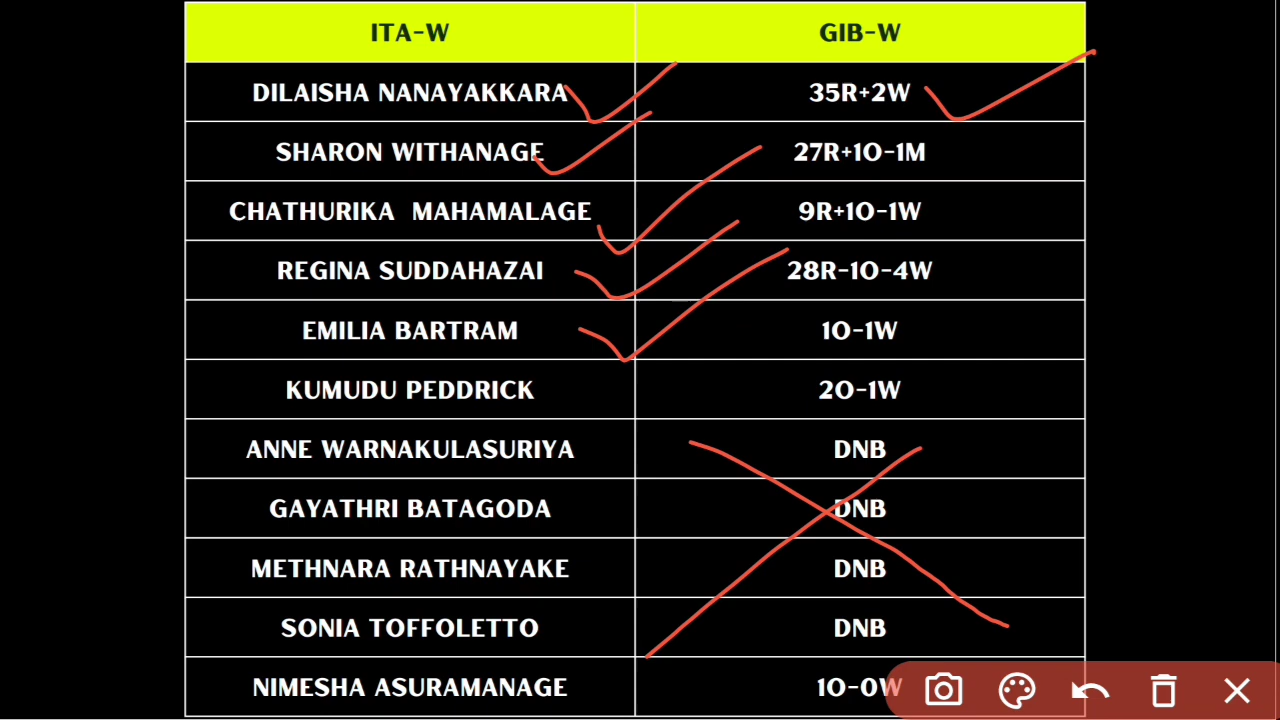 ITA-W GIB-W
DILAISHA NANAYAKKARA 35R+2W
SHARON WITHANAGE 27R+1O-1M
CHATHURIKA MAHAMALAGE 9R+1O-1W
REGINA SUDDAHAZAI 28R-1O-4W
EMILIA BARTRAM 1O-1W
KUMUDU PEDDRICK 2O-1W
ANNE WARNAKULASURIYA DNB
GAYATHRI BATAGODA DNB
METHNARA RATHNAYAKE DNB
SONIA TOFFOLETTO DNB
NIMESHA ASURAMANAGE 1O-0W